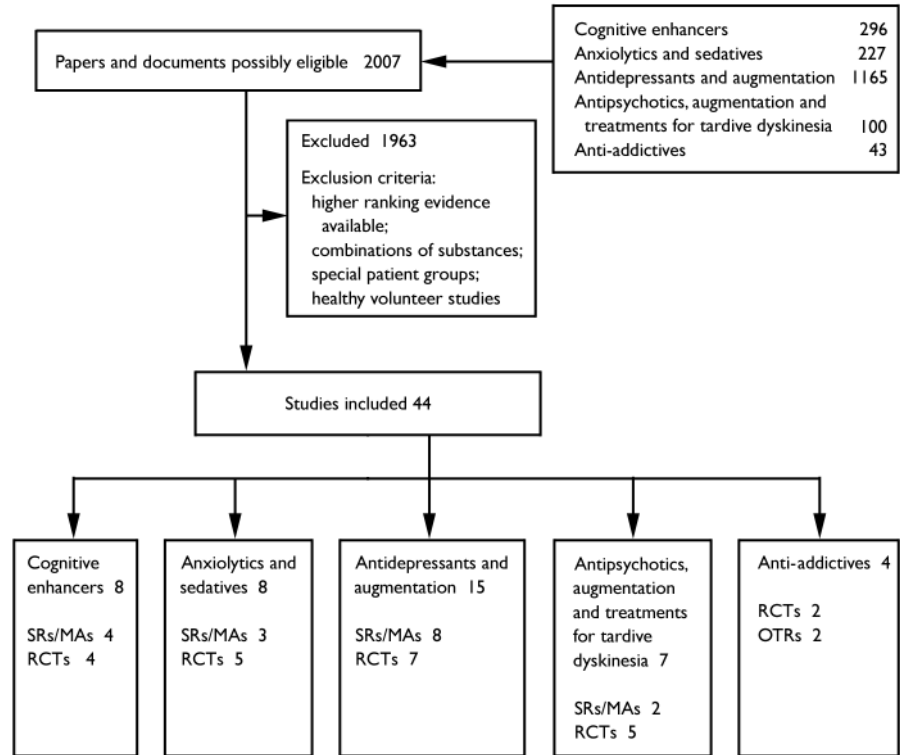 Papers and documents possibly eligible 2007
Cognitive enhancers 296
Anxiolytics and sedatives 227
Antidepressants and augmentation 1165
Antipsychotics, augmentation and
treatments for tardive dyskinesia 100
Anti-addictives 43
Excluded 1963
Exclusion criteria:
higher ranking evidence
available;
combinations of substances;
special patient groups;
healthy volunteer studies
Studies included 44
Cognitive
enhancers 8
SRs/MAs 4
RCTs 4
Anxiolytics and
sedatives 8
SRs/MAs 3
RCTs 5
Antidepressants and
augmentation 15
SRs/MAs 8
RCTs 7
Antipsychotics,
augmentation
and treatments
for tardive
dyskinesia 7
SRs/MAs 2
RCTs 5
Anti-addictives 4
RCTs 2
OTRs 2